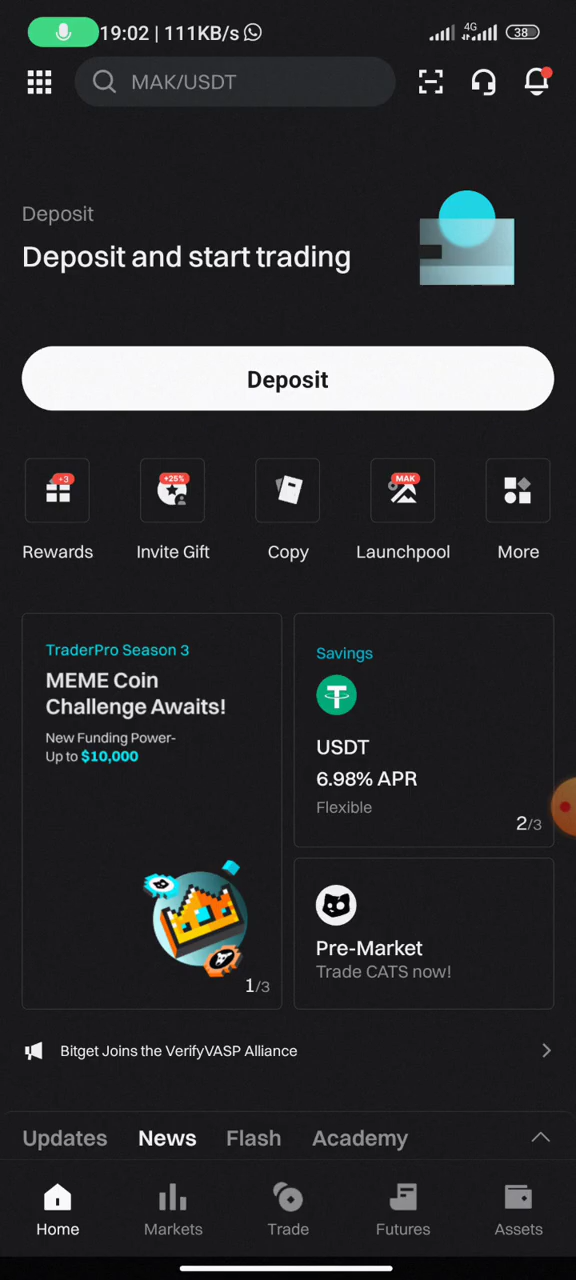 19:02 | 111KB/s
4G
38
MAK/USDT
Deposit
Deposit and start trading
Deposit
+3
+25%
MAK
Rewards
Invite Gift
Copy
Launchpool
More
TraderPro Season 3
MEME Coin
Challenge Awaits!
New Funding Power-
Up to $10,000
1/3
Savings
USDT
6.98% APR
Flexible
2/3
Pre-Market
Trade CATS now!
Bitget Joins the VerifyVASP Alliance
Updates
News
Flash
Academy
Home
Markets
Trade
Futures
Assets